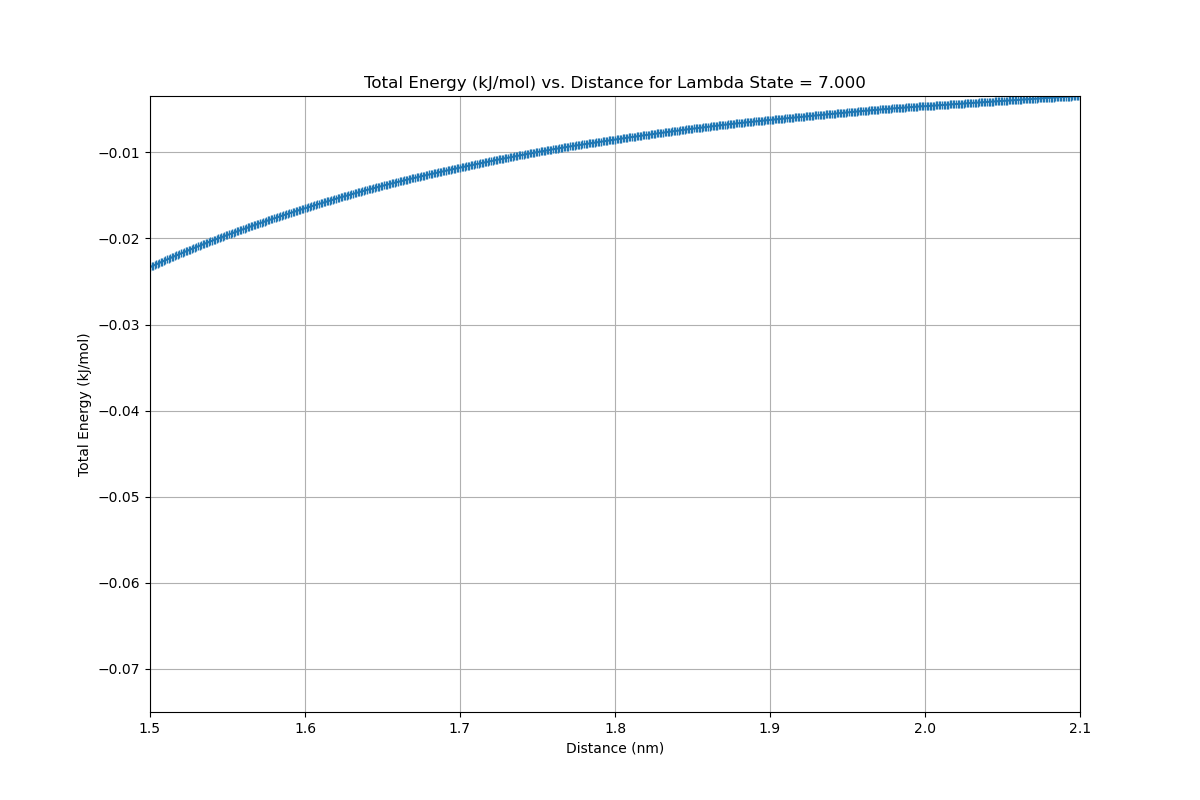 Total Energy (kJ/mol) vs. Distance for Lambda State = 7.000
−0.01
−0.02
−0.03
−0.04
−0.05
−0.06
−0.07
Total Energy (kJ/mol)
1.5 1.6 1.7 1.8 1.9 2.0 2.1
Distance (nm)